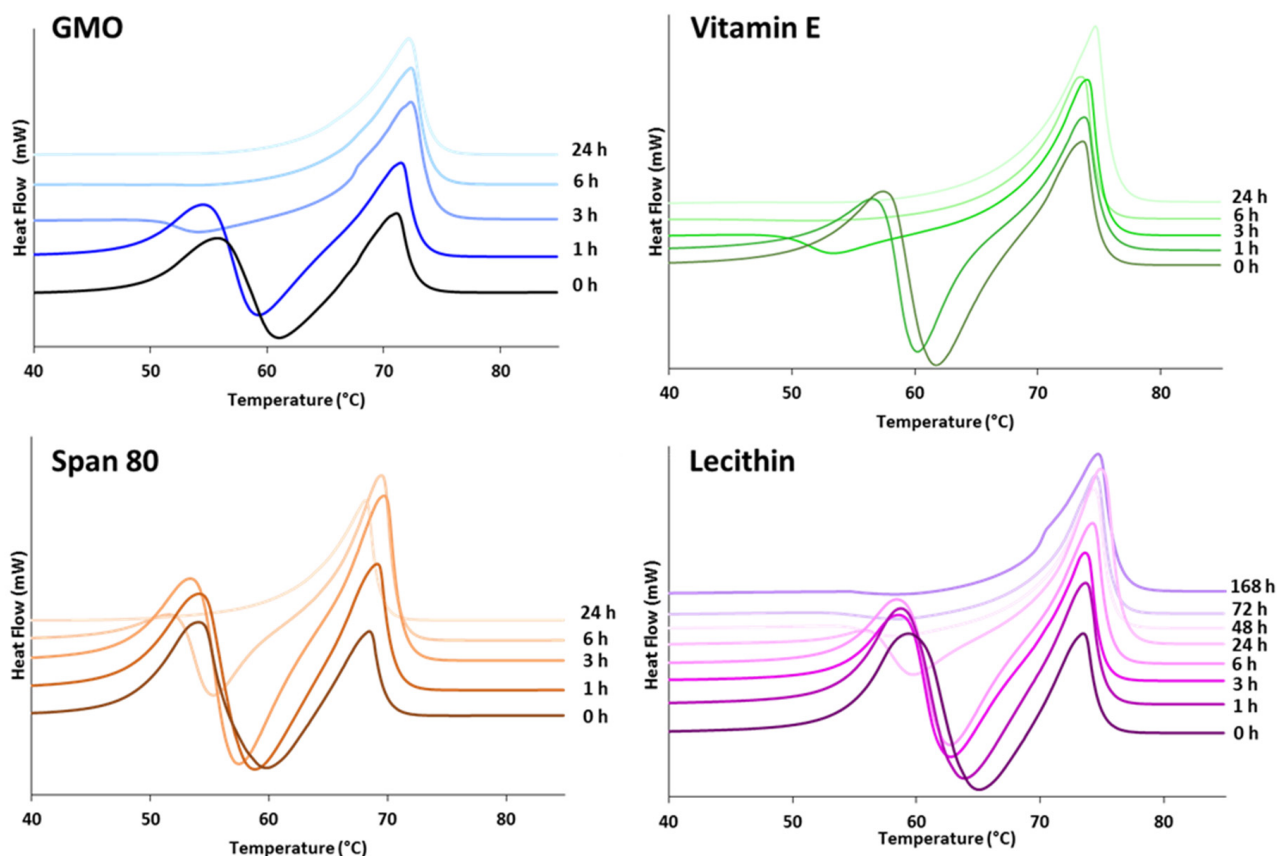 GMO
Heat Flow (mW)
24 h
6 h
3 h
1 h
0 h
40 50 60 70 80
Temperature (°C)
Vitamin E
Heat Flow (mW)
24 h
6 h
3 h
1 h
0 h
40 50 60 70 80
Temperature (°C)
Span 80
Heat Flow (mW)
24 h
6 h
3 h
1 h
0 h
40 50 60 70 80
Temperature (°C)
Lecithin
Heat Flow (mW)
168 h
72 h
48 h
24 h
6 h
3 h
1 h
0 h
40 50 60 70 80
Temperature (°C)